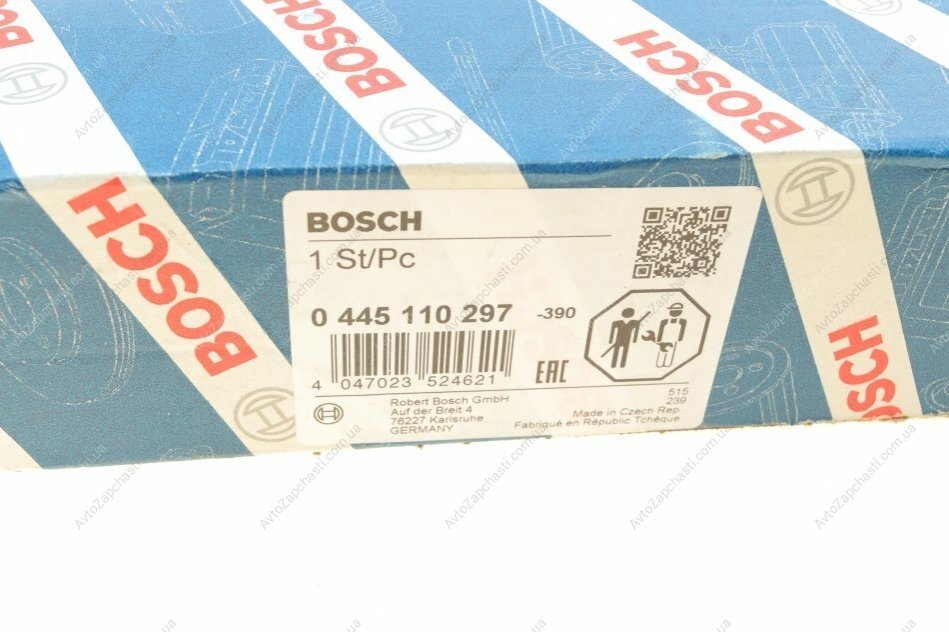 BOSCH
BOSCH
BOSCH
BOSCH
BOSCH
BOSCH
BOSCH
1 St/Pc
0 445 110 297 -390
4 047023 524621
EAC
Robert Bosch GmbH
Auf der Breit 4
76227 Karlsruhe
GERMANY
515
239
Made in Czech Rep.
Fabriqué en République Tchèque
AvtoZapchasti.com.ua